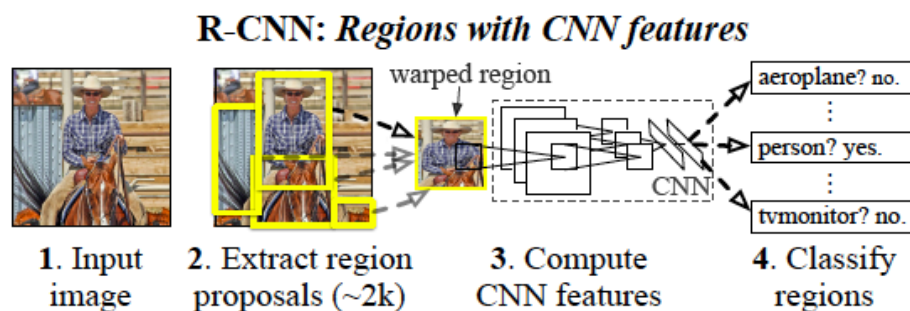 R-CNN: Regions with CNN features
warped region
aeroplane? no.
⋮
person? yes.
⋮
tvmonitor? no.
CNN
1. Input
image
2. Extract region
proposals (~2k)
3. Compute
CNN features
4. Classify
regions